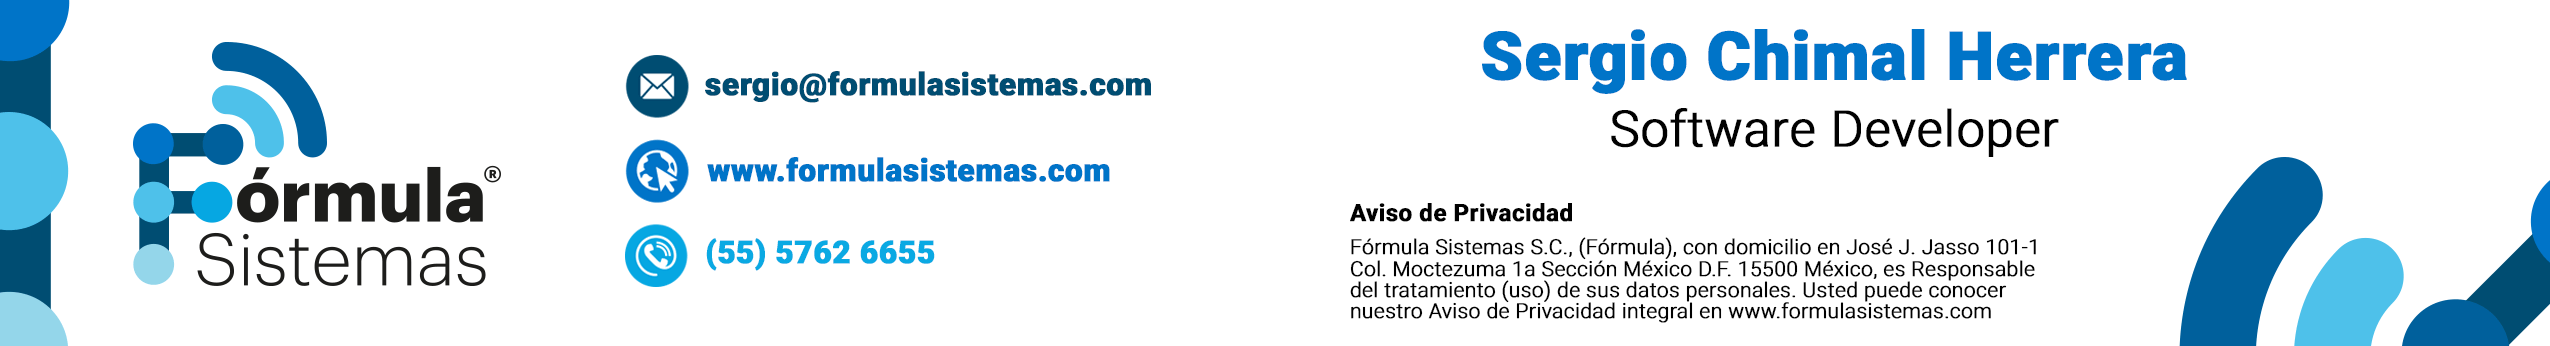 Fórmula®
Sistemas
sergio@formulasistemas.com
www.formulasistemas.com
(55) 5762 6655
Sergio Chimal Herrera
Software Developer
Aviso de Privacidad
Fórmula Sistemas S.C., (Fórmula), con domicilio en José J. Jasso 101-1
Col. Moctezuma 1a Sección México D.F. 15500 México, es Responsable
del tratamiento (uso) de sus datos personales. Usted puede conocer
nuestro Aviso de Privacidad integral en www.formulasistemas.com